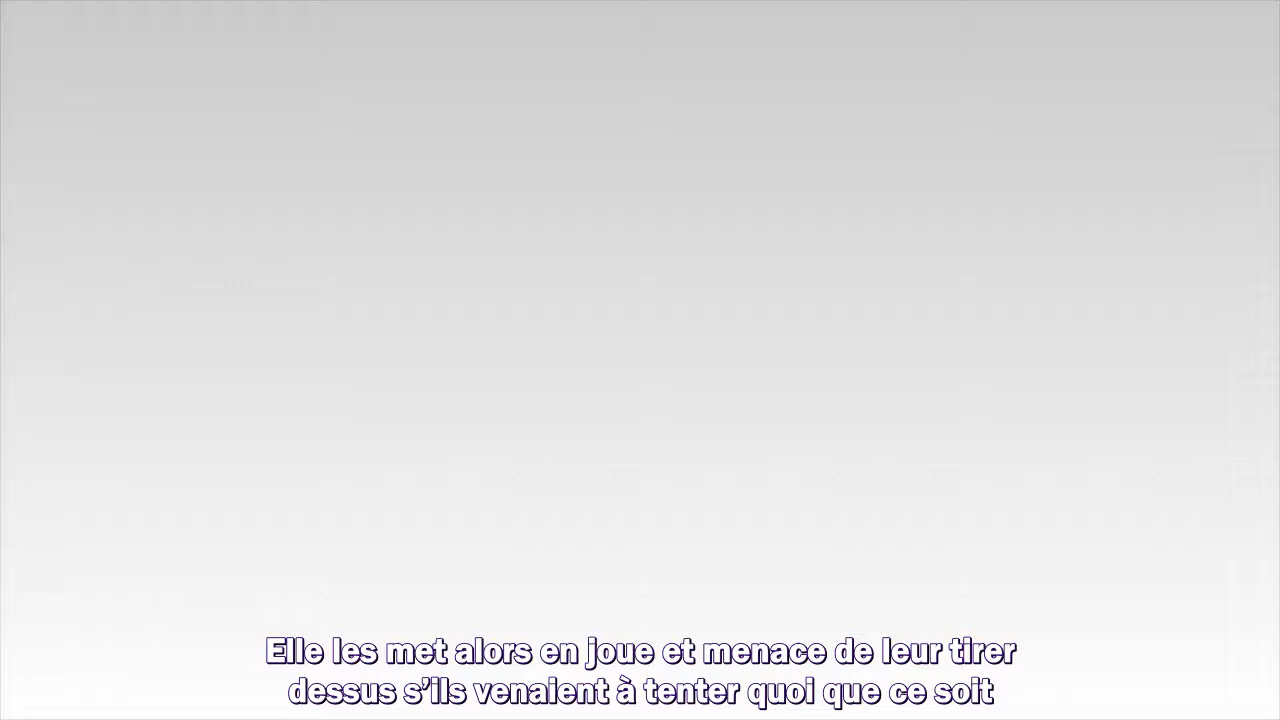 Elle les met alors en joue et menace de leur tirer
dessus s’ils venaient à tenter quoi que ce soit